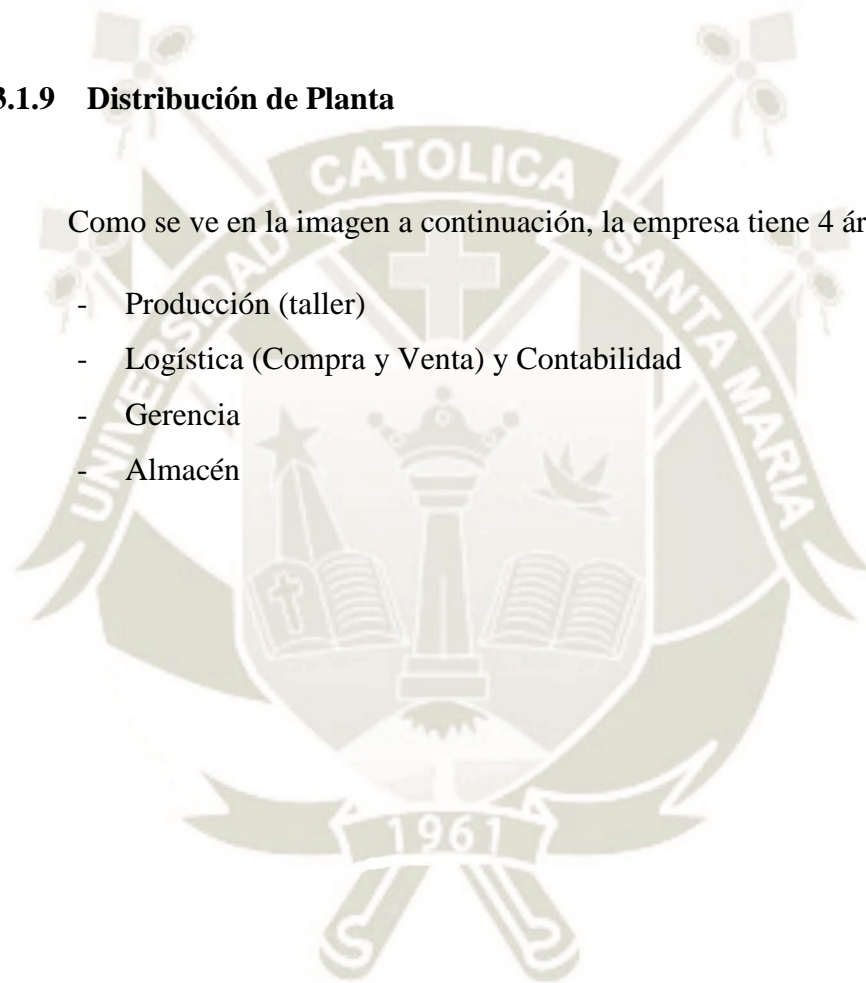 3.1.9 Distribución de Planta
Como se ve en la imagen a continuación, la empresa tiene 4 ár
- Producción (taller)
- Logística (Compra y Venta) y Contabilidad
- Gerencia
- Almacén
UNIVERSIDAD CATOLICA SANTA MARIA
1961